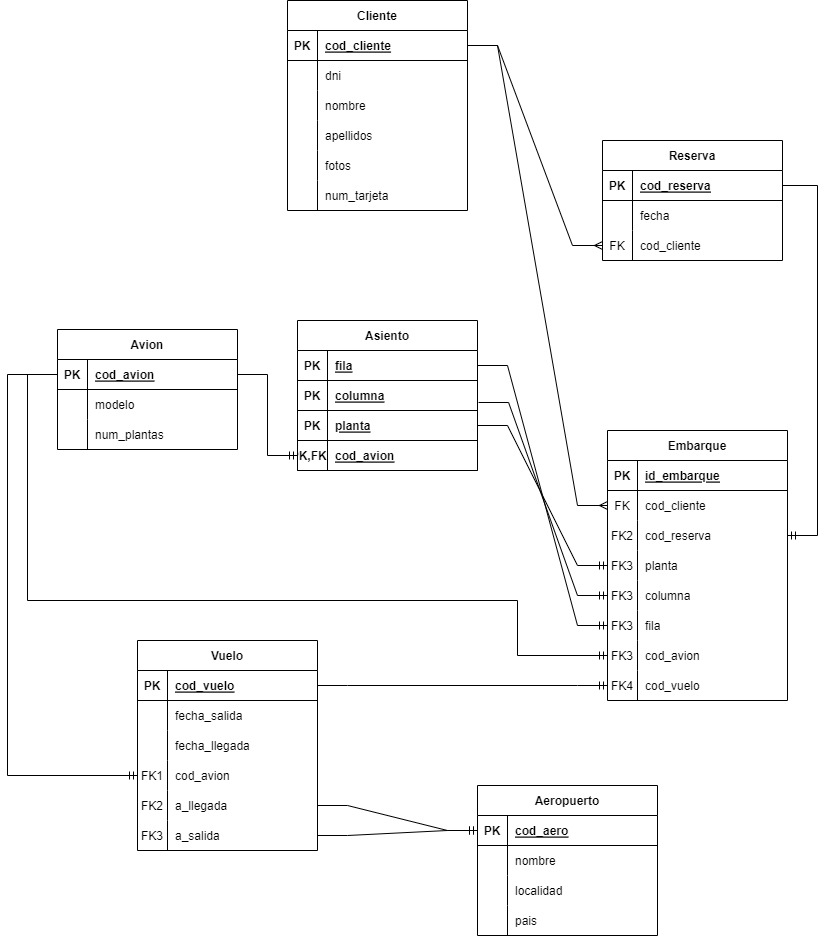 Cliente
PK cod_cliente
dni
nombre
apellidos
fotos
num_tarjeta
Reserva
PK cod_reserva
fecha
FK cod_cliente
Avion
PK cod_avion
modelo
num_plantas
Asiento
PK fila
PK columna
PK planta
K,FK cod_avion
Embarque
PK id_embarque
FK cod_cliente
FK2 cod_reserva
FK3 planta
FK3 columna
FK3 fila
FK3 cod_avion
FK4 cod_vuelo
Vuelo
PK cod_vuelo
fecha_salida
fecha_llegada
FK1 cod_avion
FK2 a_llegada
FK3 a_salida
Aeropuerto
PK cod_aero
nombre
localidad
pais